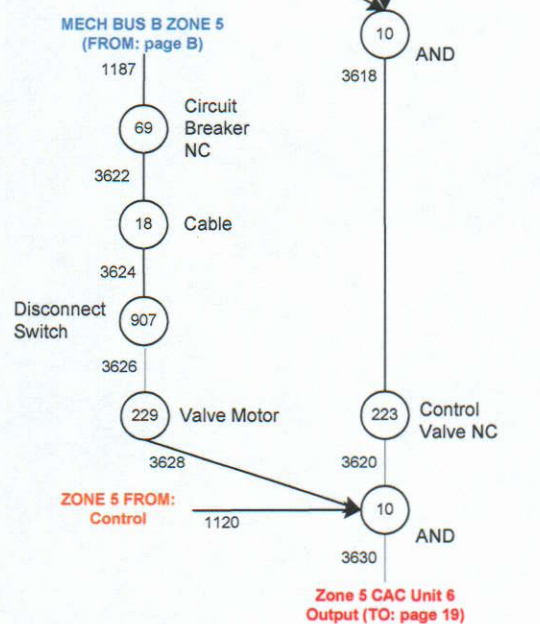 MECH BUS B ZONE 5
(FROM: page B)
1187
69
Circuit
Breaker
NC
3622
18
Cable
3624
Disconnect
Switch
907
3626
229
Valve Motor
3628
ZONE 5 FROM:
Control
1120
10
AND
3618
223
Control
Valve NC
3620
10
AND
3630
Zone 5 CAC Unit 6
Output (TO: page 19)